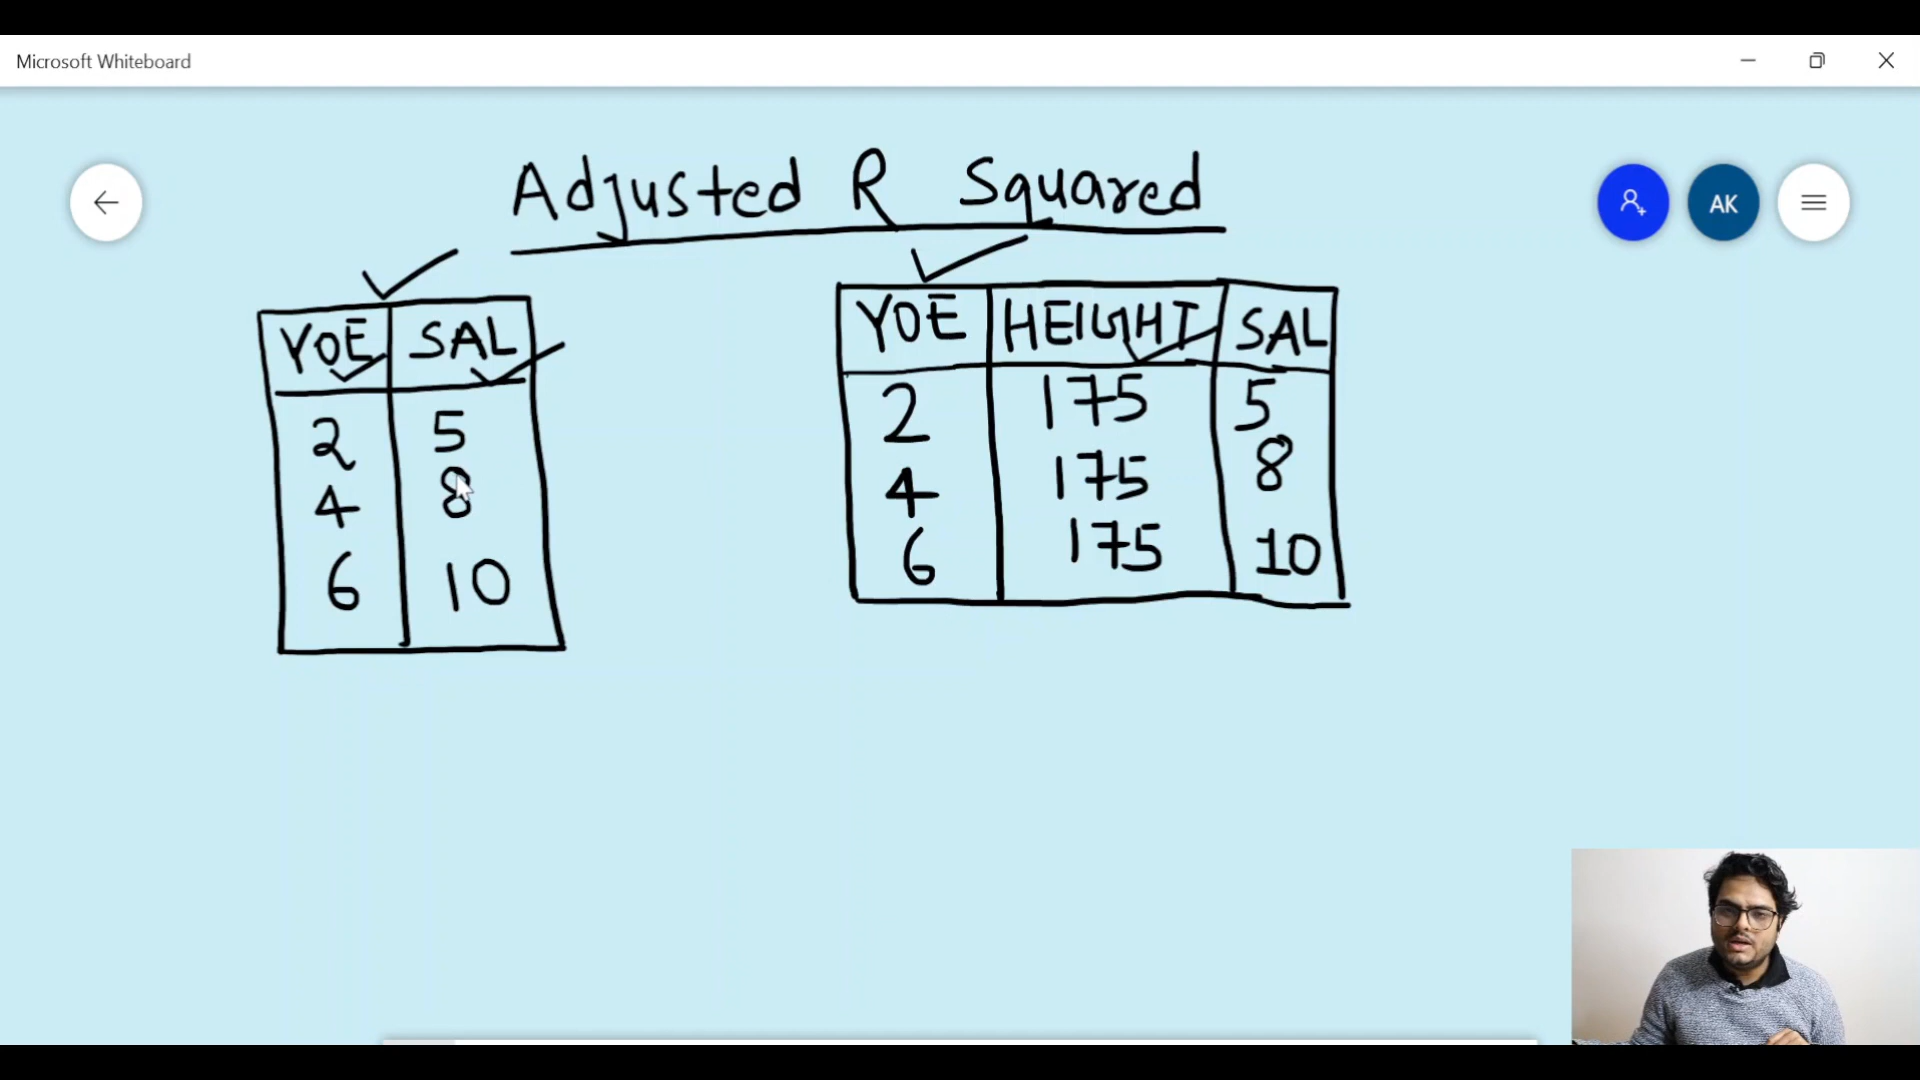 Microsoft Whiteboard
Adjusted R Squared
AK
YOE SAL
2 5
4 8
6 10
YOE HEIGHT SAL
2 175 5
4 175 8
6 175 10